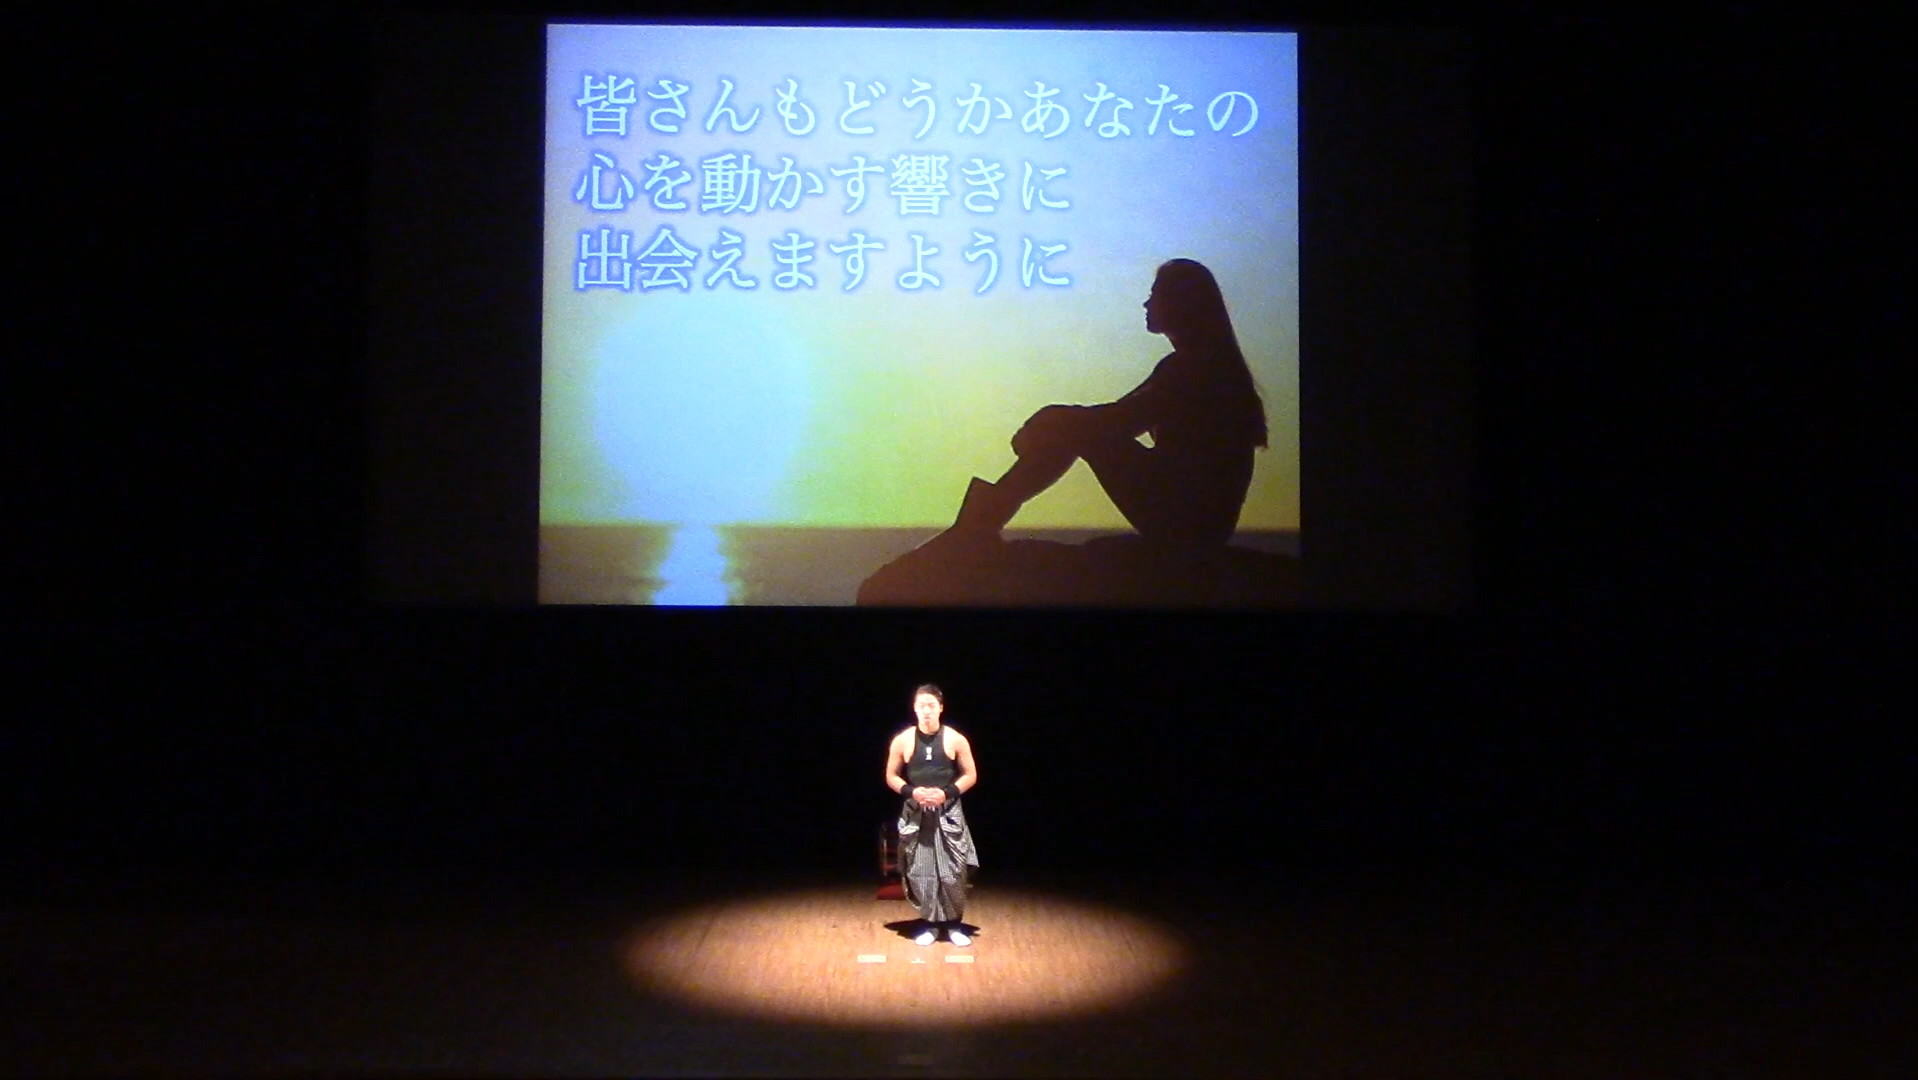 皆さんもどうかあなたの
心を動かす響きに
出会えますように